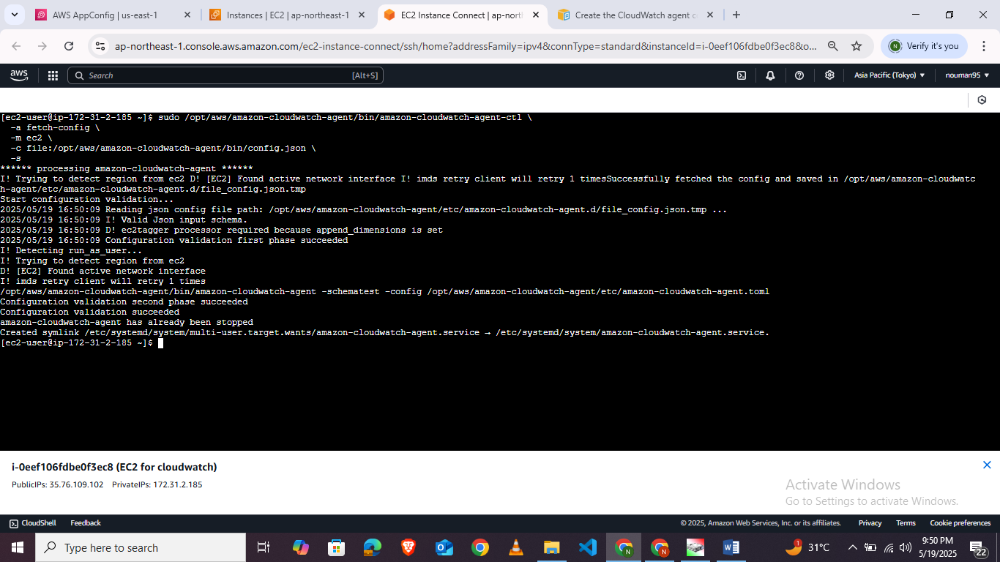 AWS AppConfig | us-east-1
Instances | EC2 | ap-northeast-1
EC2 Instance Connect | ap-nort
Create the CloudWatch agent c
ap-northeast-1.console.aws.amazon.com/ec2-instance-connect/ssh/home?addressFamily=ipv4&connType=standard&instanceId=i-0eef106fdbe0f3ec8&o...
N
Verify it's you
aws
Search
[Alt+S]
Asia Pacific (Tokyo)
nouman95
[ec2-user@ip-172-31-2-185 ~]$ sudo /opt/aws/amazon-cloudwatch-agent/bin/amazon-cloudwatch-agent-ctl \
-a fetch-config \
-m ec2 \
-c file:/opt/aws/amazon-cloudwatch-agent/bin/config.json \
-s
****** processing amazon-cloudwatch-agent ******
I! Trying to detect region from ec2 D! [EC2] Found active network interface I! imds retry client will retry 1 timesSuccessfully fetched the config and saved in /opt/aws/amazon-cloudwatc
h-agent/etc/amazon-cloudwatch-agent.d/file_config.json.tmp
Start configuration validation...
2025/05/19 16:50:09 Reading json config file path: /opt/aws/amazon-cloudwatch-agent/etc/amazon-cloudwatch-agent.d/file_config.json.tmp ...
2025/05/19 16:50:09 I! Valid Json input schema.
2025/05/19 16:50:09 D! ec2tagger processor required because append_dimensions is set
2025/05/19 16:50:09 Configuration validation first phase succeeded
I! Detecting run_as_user...
I! Trying to detect region from ec2
D! [EC2] Found active network interface
I! imds retry client will retry 1 times
/opt/aws/amazon-cloudwatch-agent/bin/amazon-cloudwatch-agent -schematest -config /opt/aws/amazon-cloudwatch-agent/etc/amazon-cloudwatch-agent.toml
Configuration validation second phase succeeded
Configuration validation succeeded
amazon-cloudwatch-agent has already been stopped
Created symlink /etc/systemd/system/multi-user.target.wants/amazon-cloudwatch-agent.service → /etc/systemd/system/amazon-cloudwatch-agent.service.
[ec2-user@ip-172-31-2-185 ~]$
i-0eef106fdbe0f3ec8 (EC2 for cloudwatch)
PublicIPs: 35.76.109.102 PrivateIPs: 172.31.2.185
Activate Windows
Go to Settings to activate Windows.
CloudShell
Feedback
© 2025, Amazon Web Services, Inc. or its affiliates.
Privacy
Terms
Cookie preferences
Type here to search
N
N
1
31°C
9:50 PM
5/19/2025
22